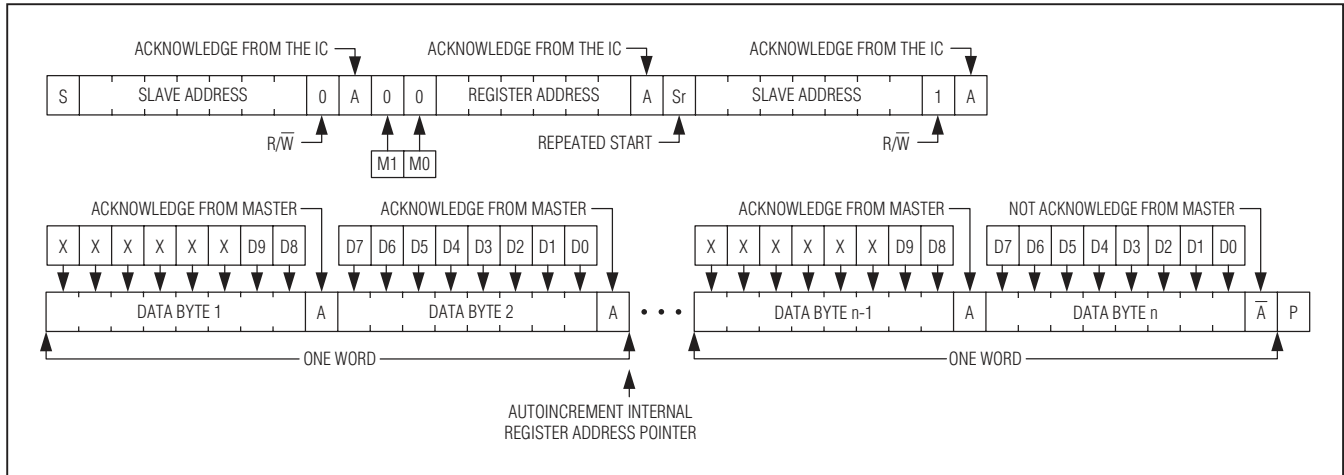 ACKNOWLEDGE FROM THE IC ACKNOWLEDGE FROM THE IC ACKNOWLEDGE FROM THE IC
S SLAVE ADDRESS 0 A 0 0 REGISTER ADDRESS A Sr SLAVE ADDRESS 1 A
R/W̅ REPEATED START R/W̅
M1 M0
ACKNOWLEDGE FROM MASTER ACKNOWLEDGE FROM MASTER ACKNOWLEDGE FROM MASTER NOT ACKNOWLEDGE FROM MASTER
X X X X X X D9 D8 D7 D6 D5 D4 D3 D2 D1 D0 X X X X X X D9 D8 D7 D6 D5 D4 D3 D2 D1 D0
DATA BYTE 1 A DATA BYTE 2 A • • • DATA BYTE n-1 A DATA BYTE n A̅ P
ONE WORD ONE WORD
AUTOINCREMENT INTERNAL
REGISTER ADDRESS POINTER